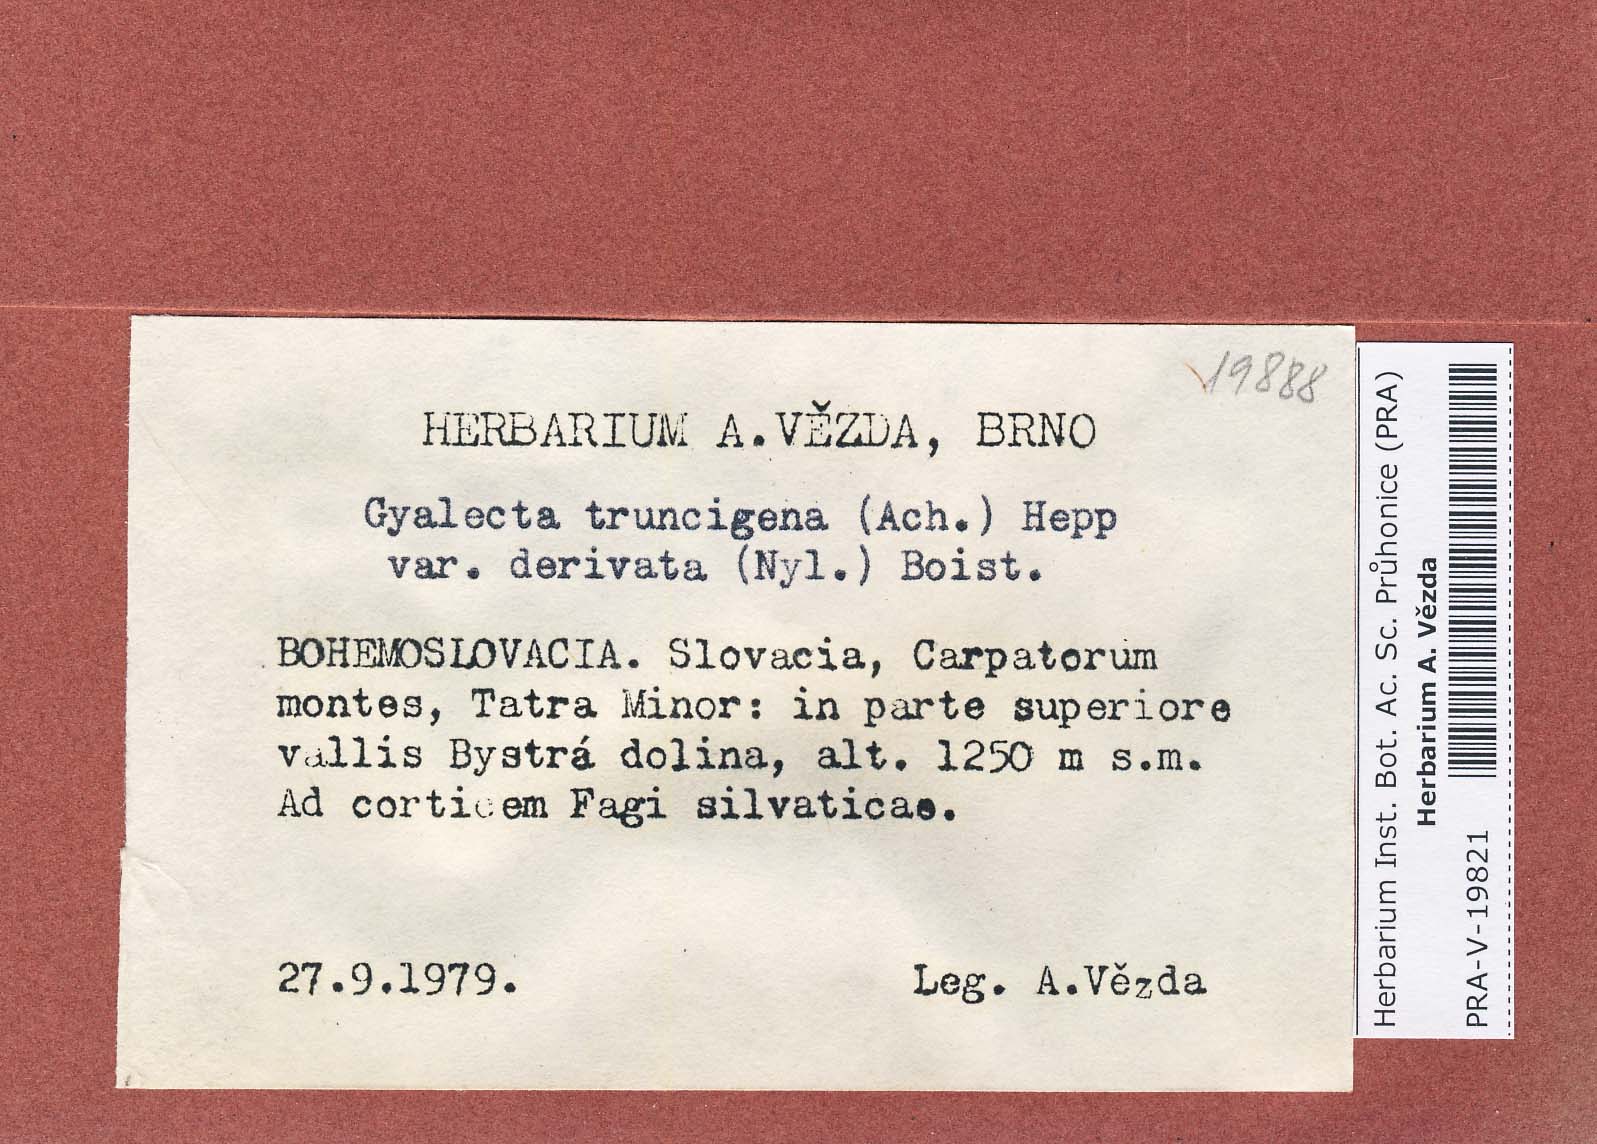 19888
HERBARIUM A.VĚZDA, BRNO
Gyalecta truncigena (Ach.) Hepp
var. derivata (Nyl.) Boist.
BOHEMOSLOVACIA. Slovacia, Carpatorum
montes, Tatra Minor: in parte superiore
vallis Bystrá dolina, alt. 1250 m s.m.
Ad corticem Fagi silvaticae.
27.9.1979.
Leg. A.Vězda
Herbarium Inst. Bot. Ac. Sc. Průhonice (PRA)
Herbarium A. Vězda
PRA-V-19821